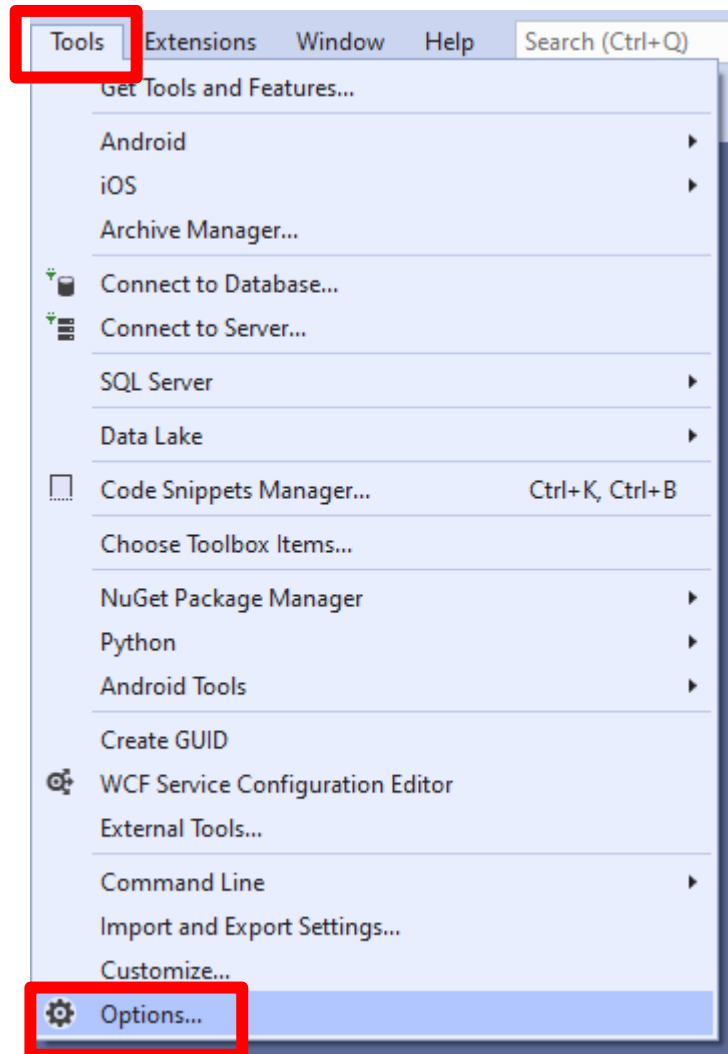 Tools Extensions Window Help Search (Ctrl+Q)
Get Tools and Features...
Android
iOS
Archive Manager...
Connect to Database...
Connect to Server...
SQL Server
Data Lake
Code Snippets Manager... Ctrl+K, Ctrl+B
Choose Toolbox Items...
NuGet Package Manager
Python
Android Tools
Create GUID
WCF Service Configuration Editor
External Tools...
Command Line
Import and Export Settings...
Customize...
Options...